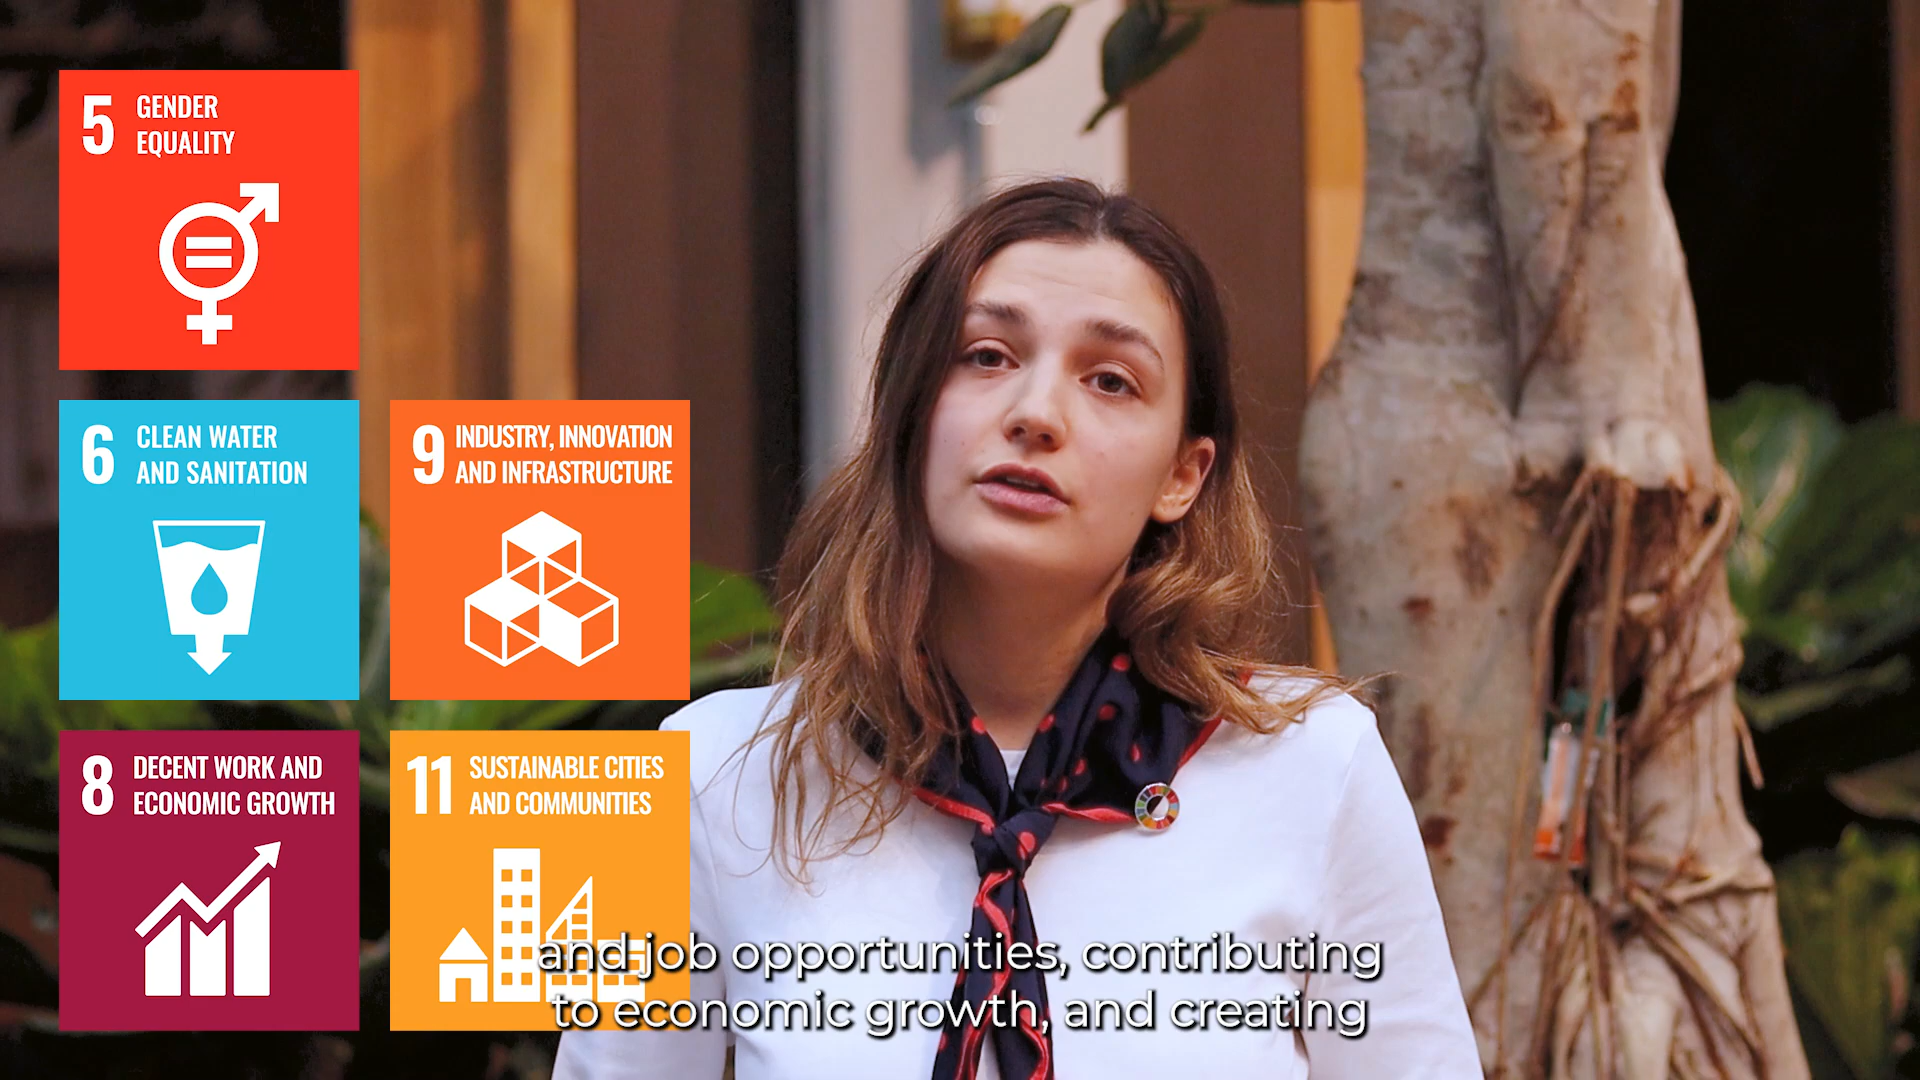 5 GENDER
EQUALITY
6 CLEAN WATER
AND SANITATION
9 INDUSTRY, INNOVATION
AND INFRASTRUCTURE
8 DECENT WORK AND
ECONOMIC GROWTH
11 SUSTAINABLE CITIES
AND COMMUNITIES
and job opportunities, contributing
to economic growth, and creating